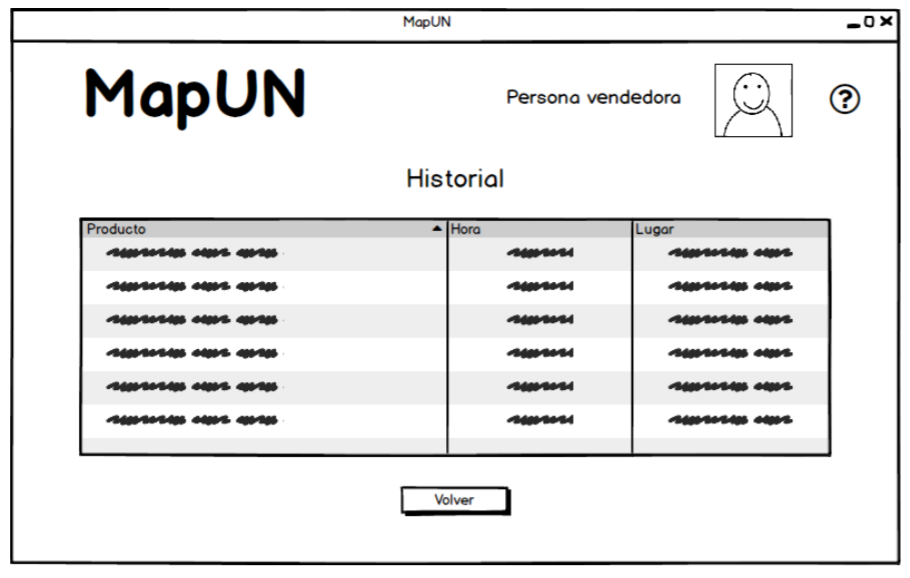 MapUN
MapUN
Persona vendedora
?
Historial
Producto Hora Lugar
Volver